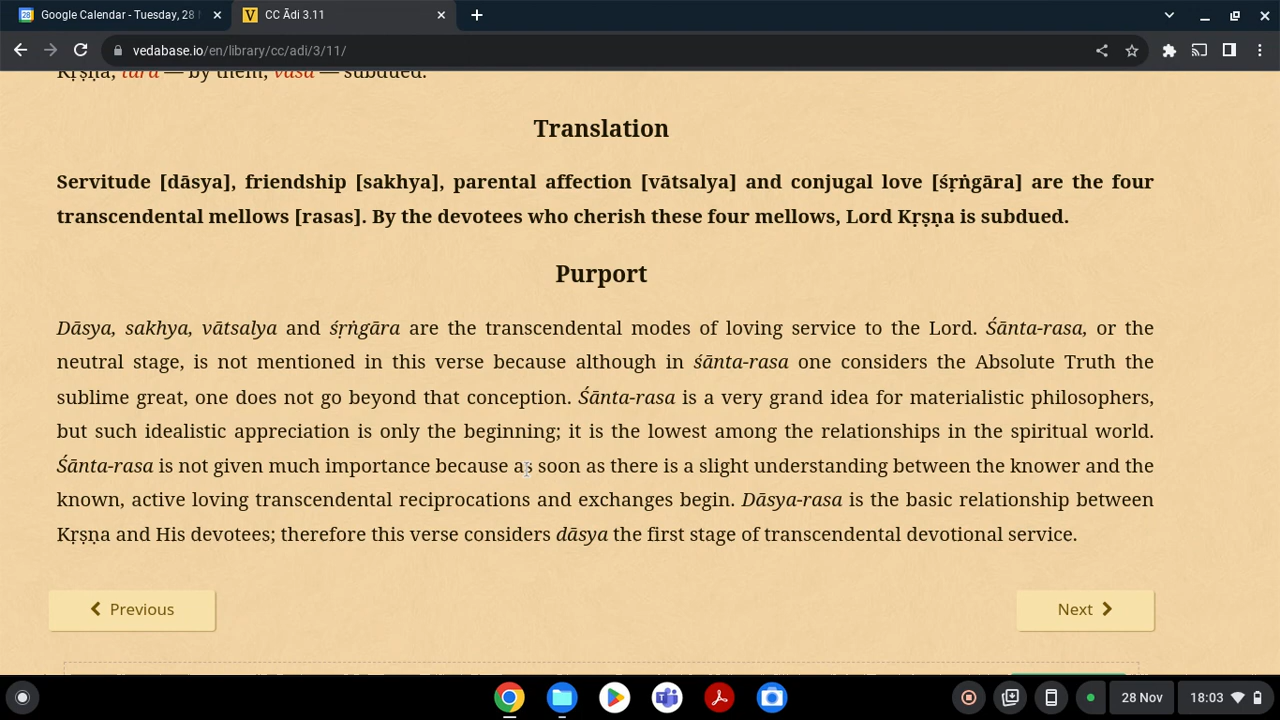 Google Calendar - Tuesday, 28
CC Ādi 3.11
vedabase.io/en/library/cc/adi/3/11/
Kṛṣṇa; tāra — by them; vaśa — subdued.
Translation
Servitude [dāsya], friendship [sakhya], parental affection [vātsalya] and conjugal love [śṛṅgāra] are the four
transcendental mellows [rasas]. By the devotees who cherish these four mellows, Lord Kṛṣṇa is subdued.
Purport
Dāsya, sakhya, vātsalya and śṛṅgāra are the transcendental modes of loving service to the Lord. Śānta-rasa, or the
neutral stage, is not mentioned in this verse because although in śānta-rasa one considers the Absolute Truth the
sublime great, one does not go beyond that conception. Śānta-rasa is a very grand idea for materialistic philosophers,
but such idealistic appreciation is only the beginning; it is the lowest among the relationships in the spiritual world.
Śānta-rasa is not given much importance because as soon as there is a slight understanding between the knower and the
known, active loving transcendental reciprocations and exchanges begin. Dāsya-rasa is the basic relationship between
Kṛṣṇa and His devotees; therefore this verse considers dāsya the first stage of transcendental devotional service.
Previous
Next
28 Nov
18:03